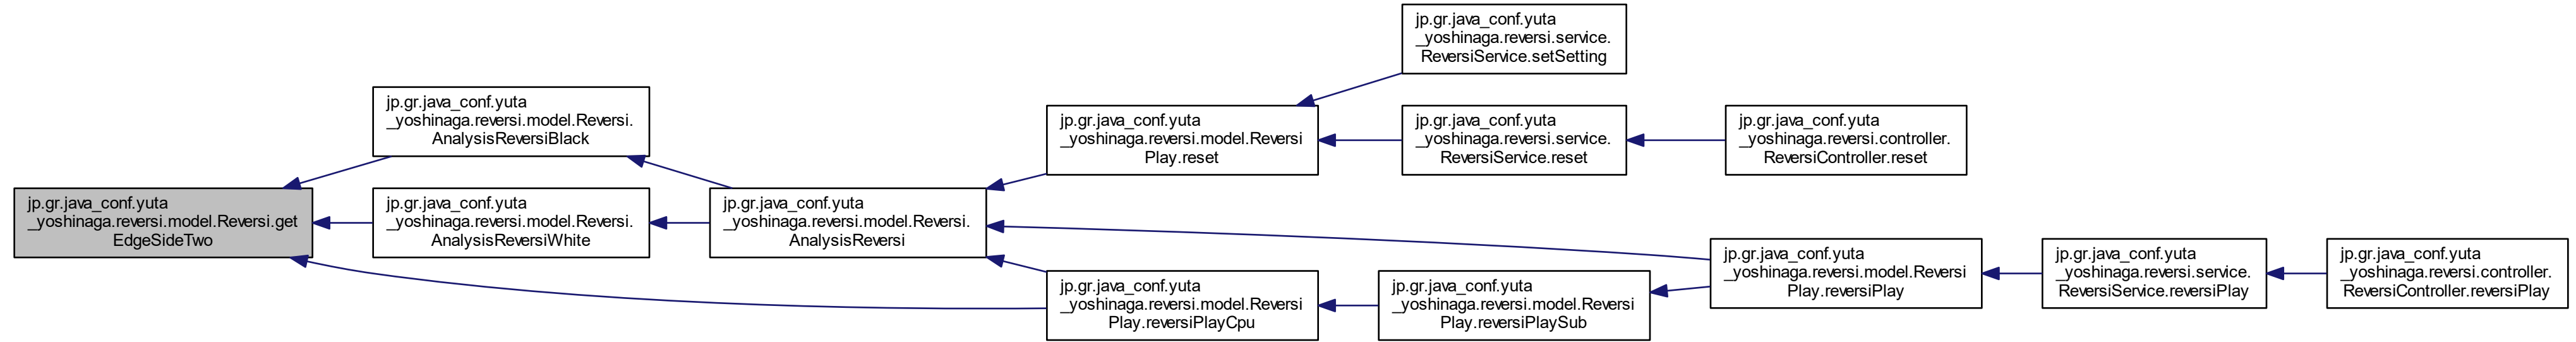 jp.gr.java_conf.yuta
_yoshinaga.reversi.service.
ReversiService.setSetting
jp.gr.java_conf.yuta
_yoshinaga.reversi.model.Reversi.
AnalysisReversiBlack
jp.gr.java_conf.yuta
_yoshinaga.reversi.model.Reversi
Play.reset
jp.gr.java_conf.yuta
_yoshinaga.reversi.service.
ReversiService.reset
jp.gr.java_conf.yuta
_yoshinaga.reversi.controller.
ReversiController.reset
jp.gr.java_conf.yuta
_yoshinaga.reversi.model.Reversi.get
EdgeSideTwo
jp.gr.java_conf.yuta
_yoshinaga.reversi.model.Reversi.
AnalysisReversiWhite
jp.gr.java_conf.yuta
_yoshinaga.reversi.model.Reversi.
AnalysisReversi
jp.gr.java_conf.yuta
_yoshinaga.reversi.model.Reversi
Play.reversiPlay
jp.gr.java_conf.yuta
_yoshinaga.reversi.service.
ReversiService.reversiPlay
jp.gr.java_conf.yuta
_yoshinaga.reversi.controller.
ReversiController.reversiPlay
jp.gr.java_conf.yuta
_yoshinaga.reversi.model.Reversi
Play.reversiPlayCpu
jp.gr.java_conf.yuta
_yoshinaga.reversi.model.Reversi
Play.reversiPlaySub